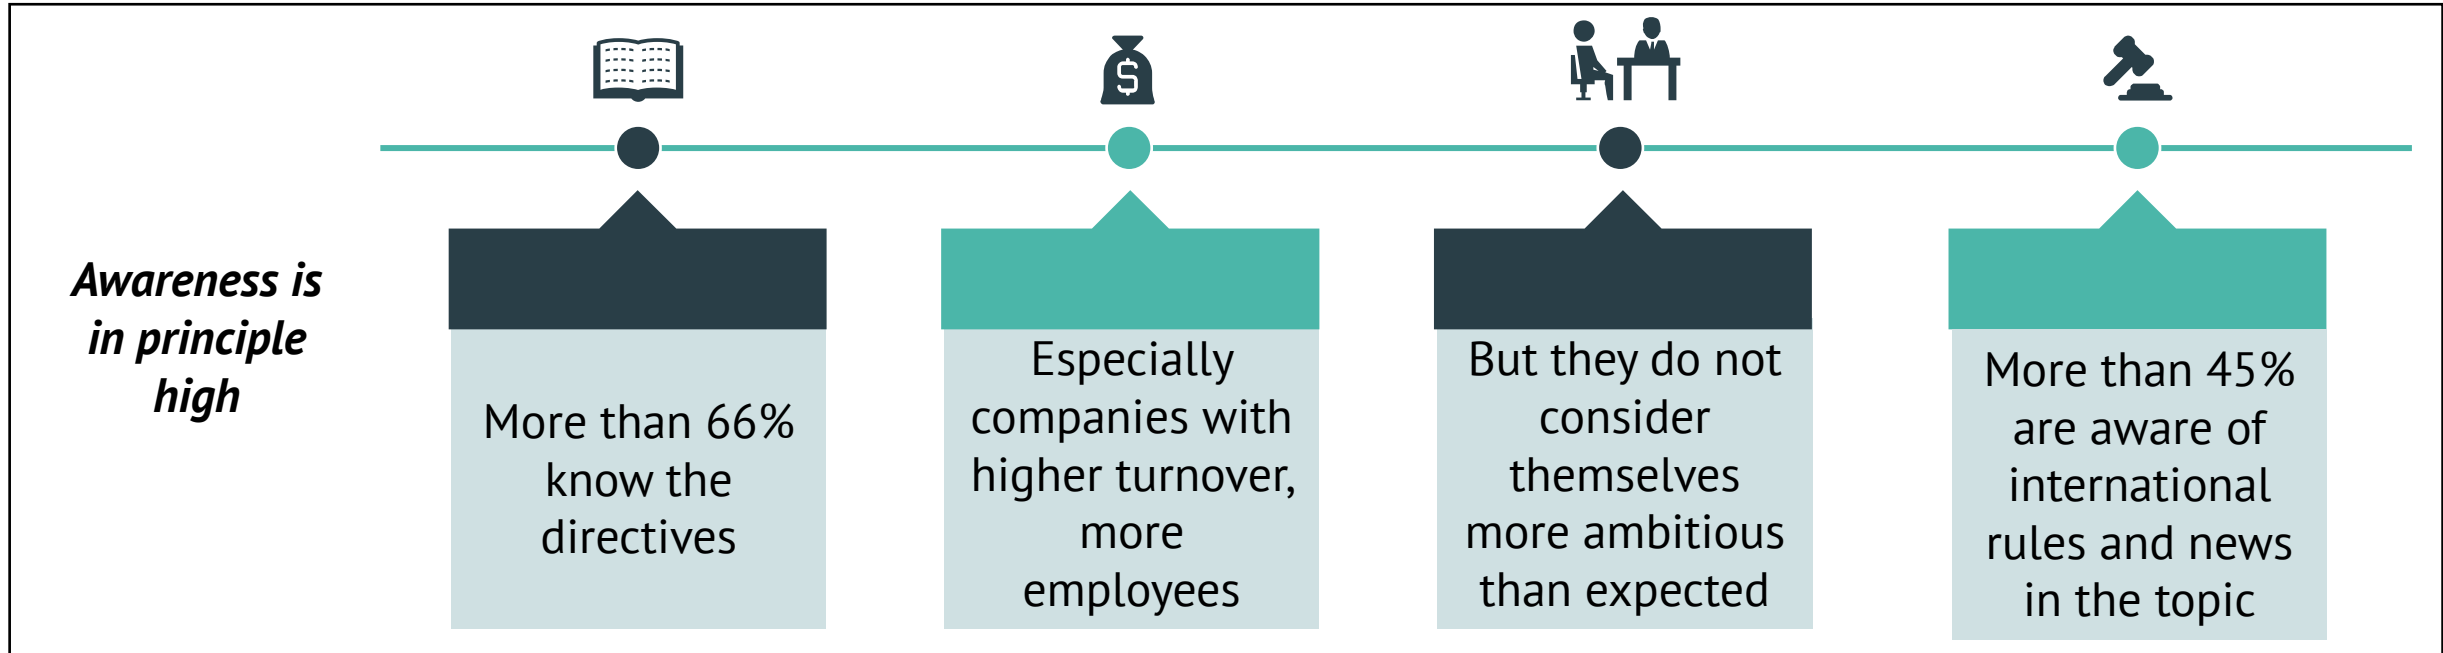 Awareness is
in principle
high
More than 66%
know the
directives
Especially
companies with
higher turnover,
more
employees
But they do not
consider
themselves
more ambitious
than expected
More than 45%
are aware of
international
rules and news
in the topic